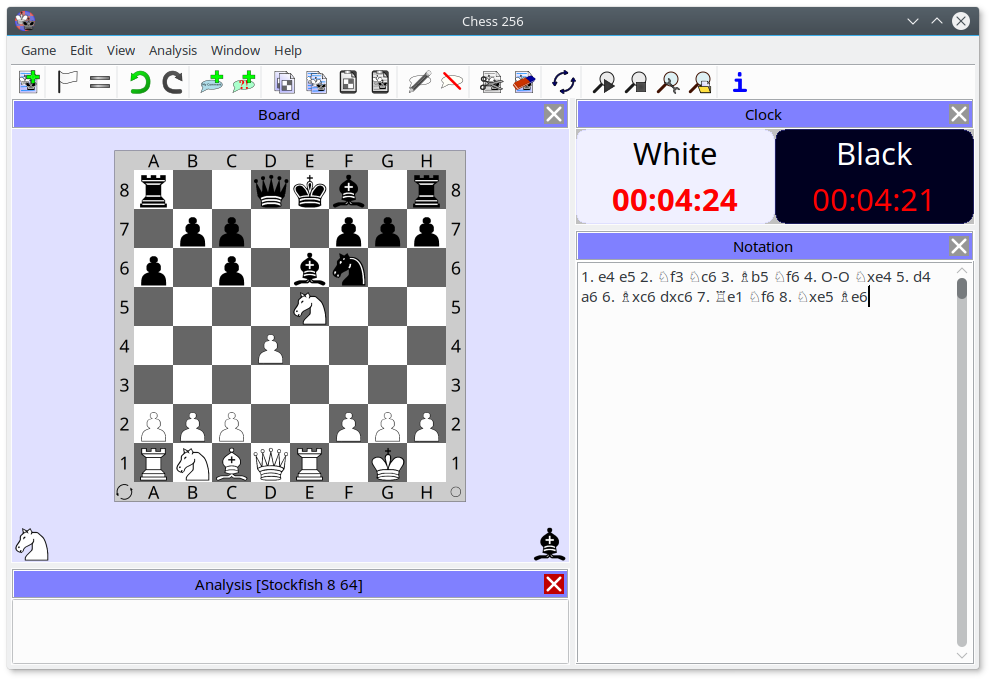 Chess 256
Game Edit View Analysis Window Help
Board
A B C D E F G H
8 8
7 7
6 6
5 5
4 4
3 3
2 2
1 1
A B C D E F G H
Analysis [Stockfish 8 64]
Clock
White Black
00:04:24 00:04:21
Notation
1. e4 e5 2. ♘f3 ♘c6 3. ♗b5 ♘f6 4. O-O ♘xe4 5. d4
a6 6. ♗xc6 dxc6 7. ♖e1 ♘f6 8. ♘xe5 ♗e6